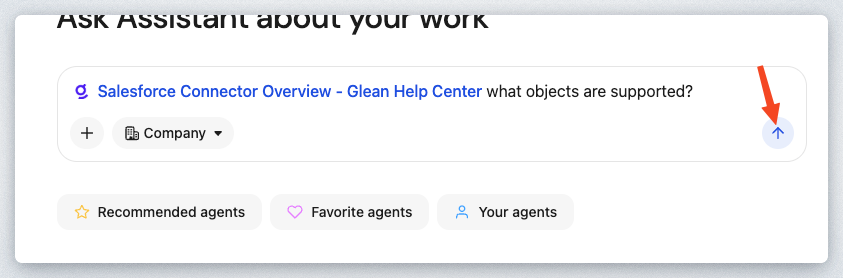 Ask Assistant about your work
Salesforce Connector Overview - Glean Help Center what objects are supported?
Company
Recommended agents
Favorite agents
Your agents